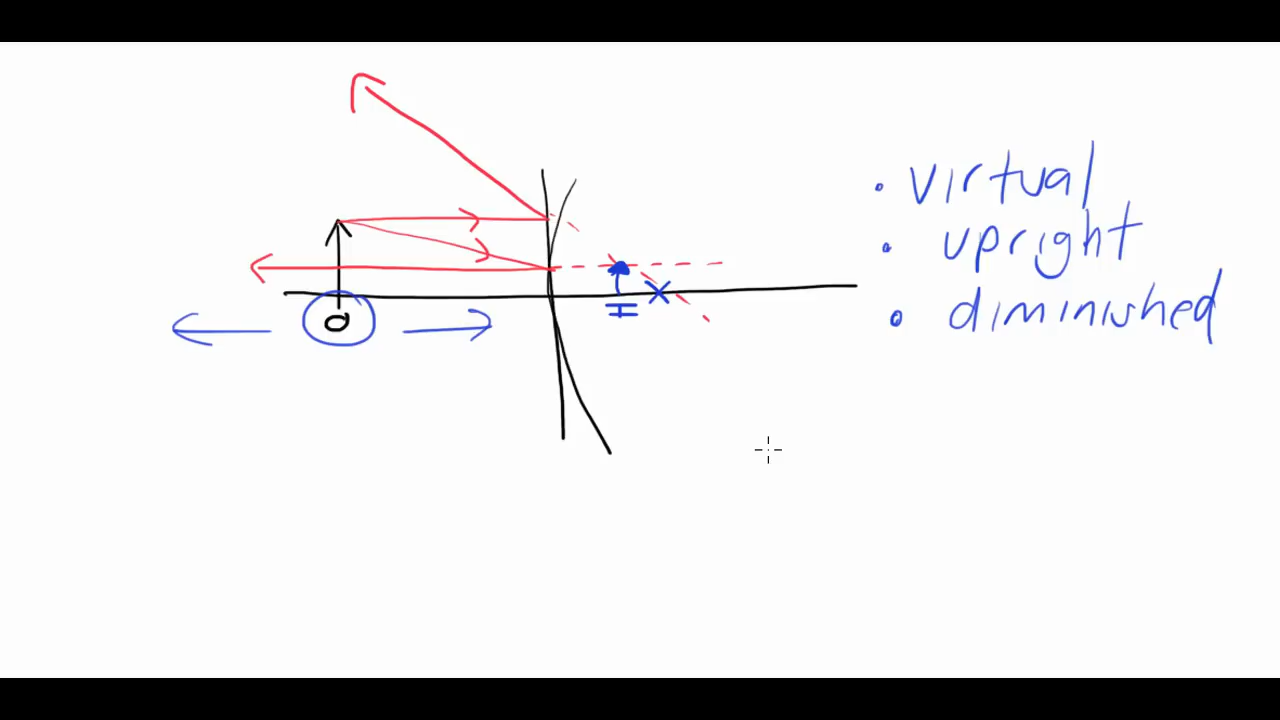 • virtual
• upright
• diminished
I
O